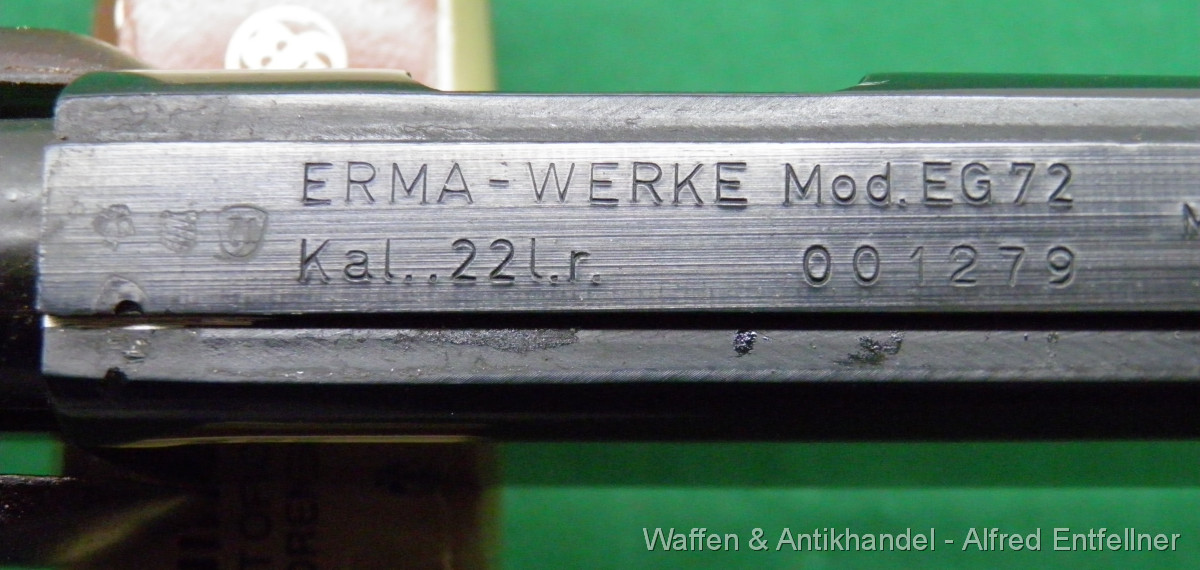 ERMA-WERKE Mod.EG72
Kal..22l.r. 001279
Waffen & Antikhandel - Alfred Entfellner